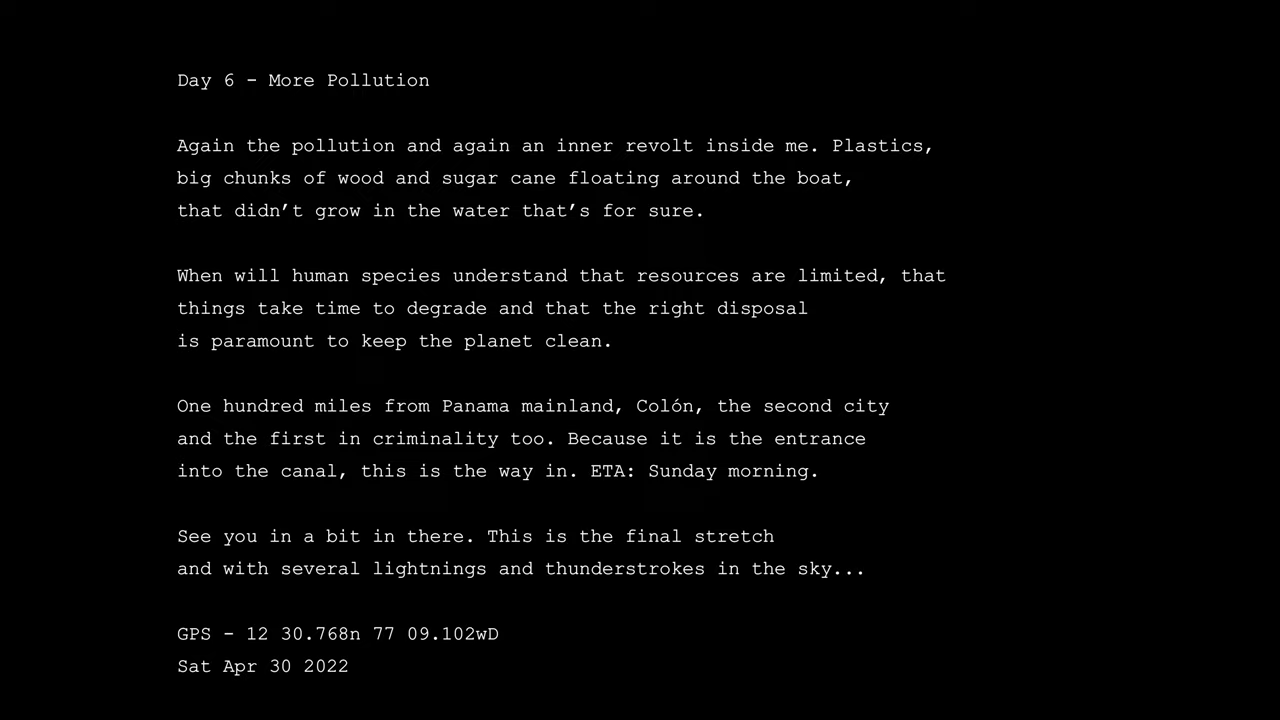 Day 6 – More Pollution
Again the pollution and again an inner revolt inside me. Plastics,
big chunks of wood and sugar cane floating around the boat,
that didn’t grow in the water that’s for sure.
When will human species understand that resources are limited, that
things take time to degrade and that the right disposal
is paramount to keep the planet clean.
One hundred miles from Panama mainland, Colón, the second city
and the first in criminality too. Because it is the entrance
into the canal, this is the way in. ETA: Sunday morning.
See you in a bit in there. This is the final stretch
and with several lightnings and thunderstrokes in the sky...
GPS – 12 30.768n 77 09.102wD
Sat Apr 30 2022